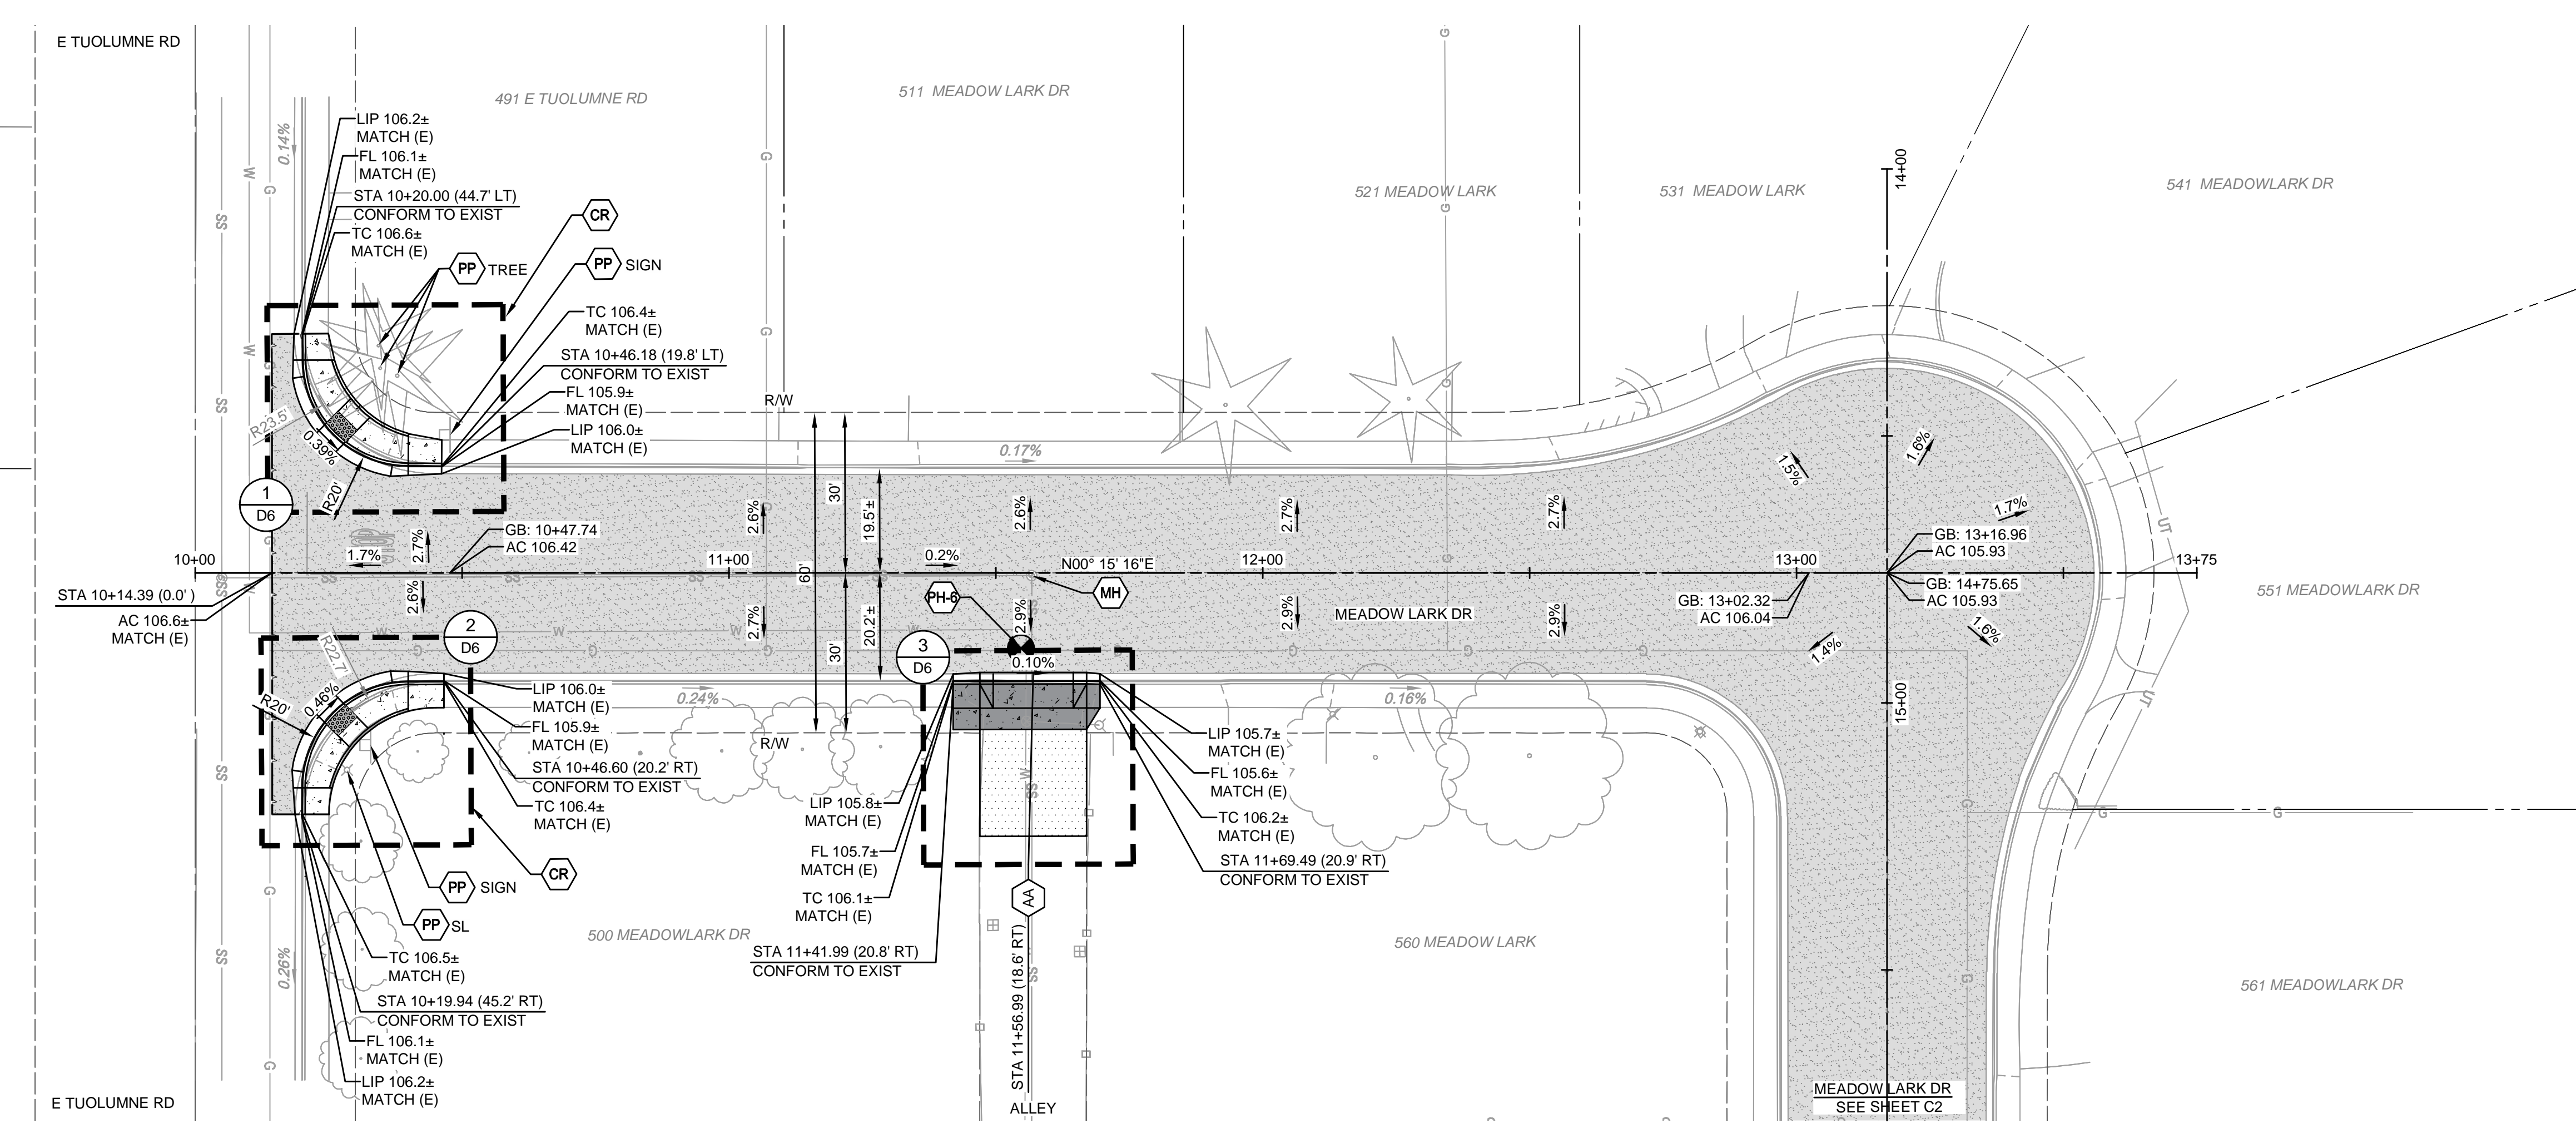 E TUOLUMNE RD
491 E TUOLUMNE RD
511 MEADOW LARK DR
521 MEADOW LARK
531 MEADOW LARK
541 MEADOWLARK DR
14+00
0.14%
LIP 106.2±
MATCH (E)
FL 106.1±
MATCH (E)
STA 10+20.00 (44.7' LT)
CONFORM TO EXIST
TC 106.6±
MATCH (E)
PP TREE
CR
PP SIGN
TC 106.4±
MATCH (E)
STA 10+46.18 (19.8' LT)
CONFORM TO EXIST
FL 105.9±
MATCH (E)
LIP 106.0±
MATCH (E)
R/W
R23.5'
0.39%
R20'
1
D6
0.17%
30'
19.5'±
2.6%
2.6%
2.7%
2.7%
1.5%
1.6%
1.7%
GB: 10+47.74
AC 106.42
2.7%
1.7%
10+00
11+00
0.2%
12+00
N00° 15' 16"E
13+00
13+75
GB: 13+16.96
AC 105.93
GB: 14+75.65
AC 105.93
GB: 13+02.32
AC 106.04
60'
STA 10+14.39 (0.0' )
AC 106.6±
MATCH (E)
2.6%
PH-6
MH
MEADOW LARK DR
551 MEADOWLARK DR
2.7%
20.2'±
30'
2.9%
2.9%
2.9%
1.4%
1.6%
2
D6
3
D6
0.10%
R22.7'
0.46%
R20'
0.24%
0.16%
R/W
LIP 106.0±
MATCH (E)
FL 105.9±
MATCH (E)
STA 10+46.60 (20.2' RT)
CONFORM TO EXIST
TC 106.4±
MATCH (E)
LIP 105.7±
MATCH (E)
FL 105.6±
MATCH (E)
TC 106.2±
MATCH (E)
STA 11+69.49 (20.9' RT)
CONFORM TO EXIST
LIP 105.8±
MATCH (E)
FL 105.7±
MATCH (E)
TC 106.1±
MATCH (E)
STA 11+41.99 (20.8' RT)
CONFORM TO EXIST
15+00
CR
PP SIGN
PP SL
TC 106.5±
MATCH (E)
STA 10+19.94 (45.2' RT)
CONFORM TO EXIST
FL 106.1±
MATCH (E)
LIP 106.2±
MATCH (E)
0.26%
500 MEADOWLARK DR
AA
STA 11+56.99 (18.6' RT)
ALLEY
560 MEADOW LARK
561 MEADOWLARK DR
MEADOW LARK DR
SEE SHEET C2
E TUOLUMNE RD
SS
SS
SS
SS
SS
SS
W
W
G
G
G
G
G
G
G
UT
UT